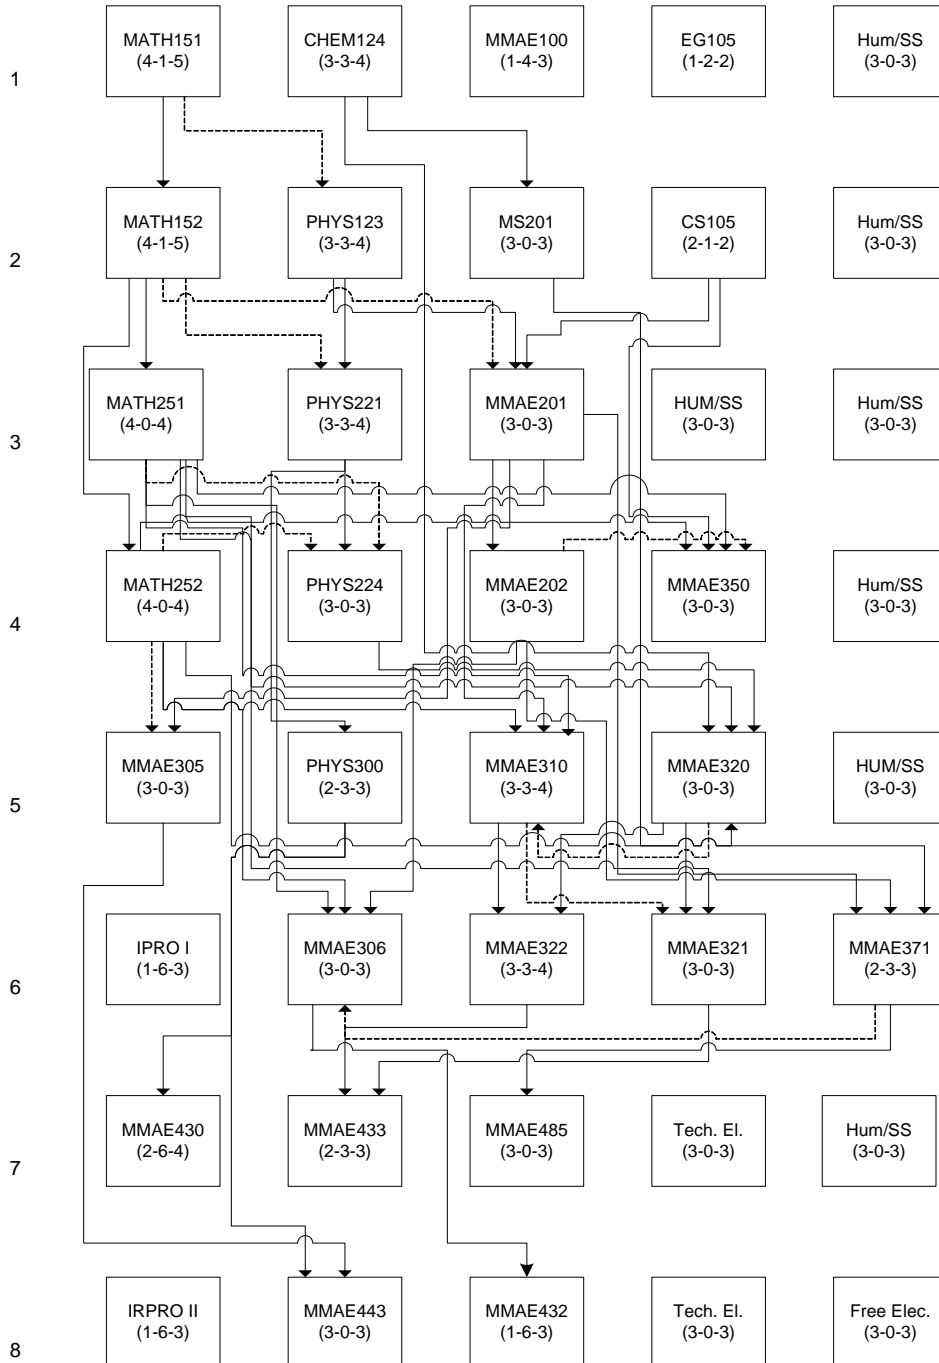 1
MATH151
(4-1-5)
CHEM124
(3-3-4)
MMAE100
(1-4-3)
EG105
(1-2-2)
Hum/SS
(3-0-3)
2
MATH152
(4-1-5)
PHYS123
(3-3-4)
MS201
(3-0-3)
CS105
(2-1-2)
Hum/SS
(3-0-3)
3
MATH251
(4-0-4)
PHYS221
(3-3-4)
MMAE201
(3-0-3)
HUM/SS
(3-0-3)
Hum/SS
(3-0-3)
4
MATH252
(4-0-4)
PHYS224
(3-0-3)
MMAE202
(3-0-3)
MMAE350
(3-0-3)
Hum/SS
(3-0-3)
5
MMAE305
(3-0-3)
PHYS300
(2-3-3)
MMAE310
(3-3-4)
MMAE320
(3-0-3)
HUM/SS
(3-0-3)
6
IPRO I
(1-6-3)
MMAE306
(3-0-3)
MMAE322
(3-3-4)
MMAE321
(3-0-3)
MMAE371
(2-3-3)
7
MMAE430
(2-6-4)
MMAE433
(2-3-3)
MMAE485
(3-0-3)
Tech. El.
(3-0-3)
Hum/SS
(3-0-3)
8
IRPRO II
(1-6-3)
MMAE443
(3-0-3)
MMAE432
(1-6-3)
Tech. El.
(3-0-3)
Free Elec.
(3-0-3)